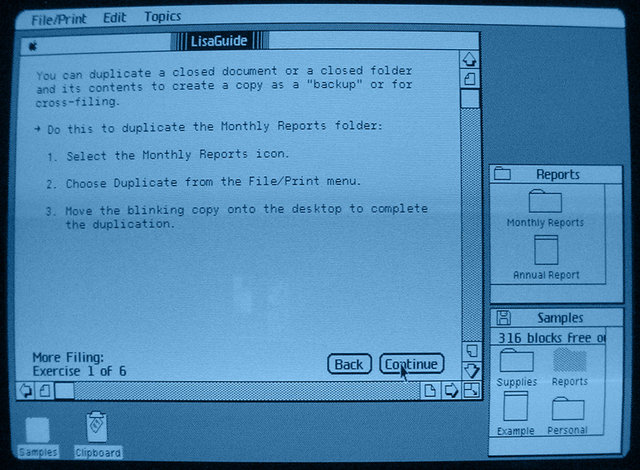 File/Print Edit Topics
LisaGuide
You can duplicate a closed document or a closed folder
and its contents to create a copy as a "backup" or for
cross-filing.
→ Do this to duplicate the Monthly Reports folder:
1. Select the Monthly Reports icon.
2. Choose Duplicate from the File/Print menu.
3. Move the blinking copy onto the desktop to complete
the duplication.
More Filing:
Exercise 1 of 6
Back Continue
Reports
Monthly Reports
Annual Report
Samples
316 blocks free o
Supplies Reports
Example Personal
Samples Clipboard